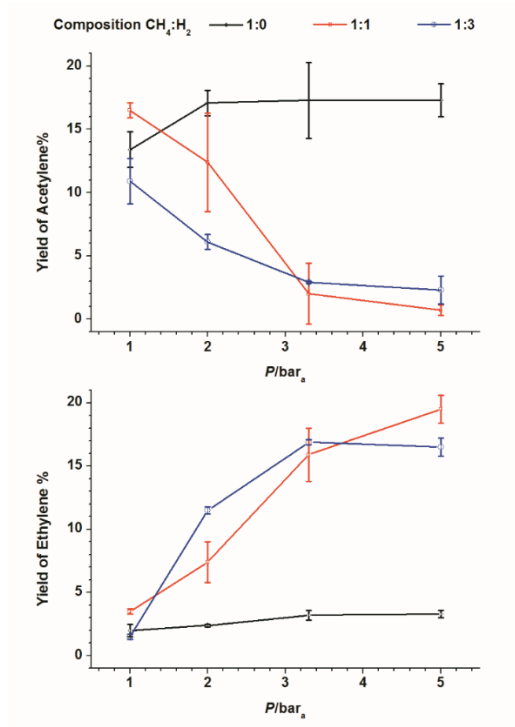 Composition CH₄:H₂ 1:0 1:1 1:3
20
15
10
5
0
Yield of Acetylene%
1 2 3 4 5
P/barₐ
20
15
10
5
0
Yield of Ethylene %
1 2 3 4 5
P/barₐ